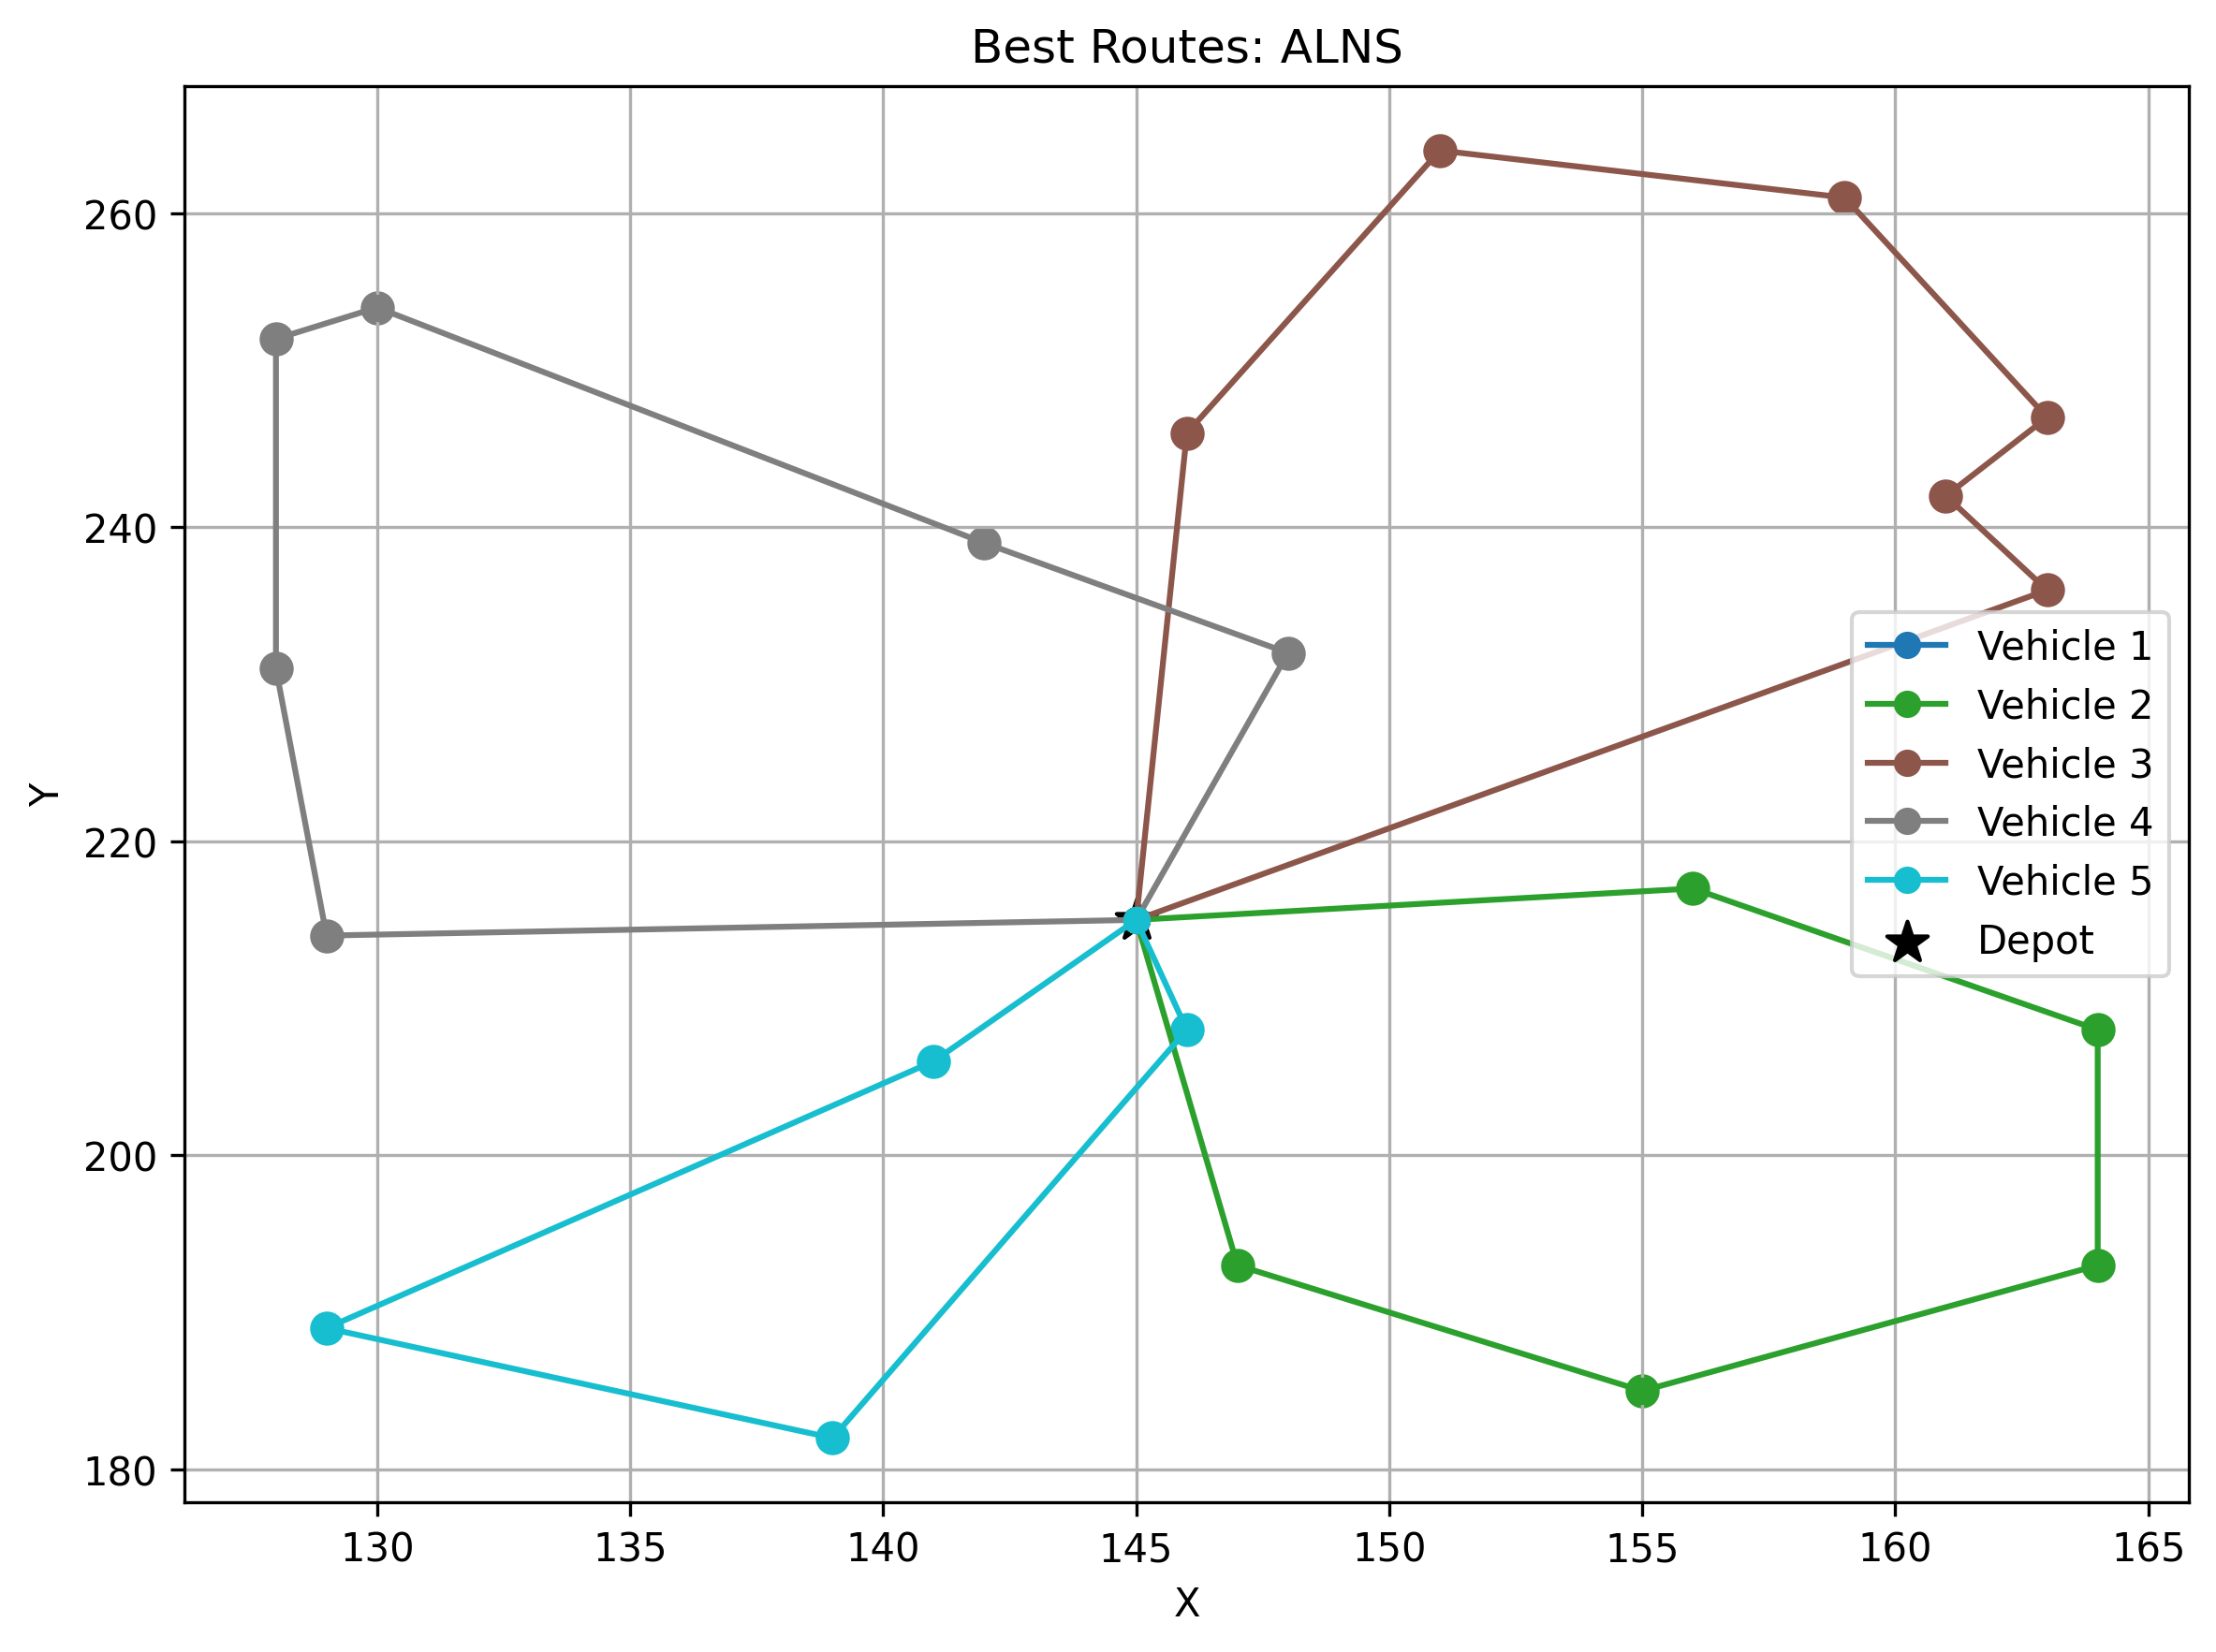 Best Routes: ALNS
260
240
220
200
180
Y
Vehicle 1
Vehicle 2
Vehicle 3
Vehicle 4
Vehicle 5
Depot
130 135 140 145 150 155 160 165
X